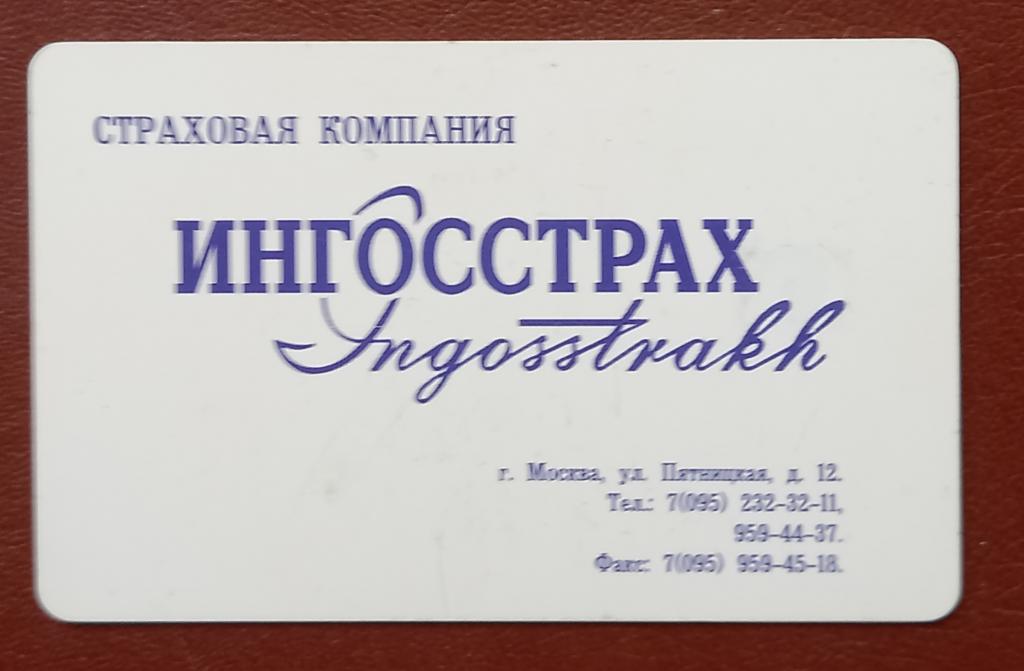 СТРАХОВАЯ КОМПАНИЯ
ИНГОССТРАХ
Ingosstrakh
г. Москва, ул. Пятницкая, д. 12.
Тел.: 7(095) 232-32-11,
959-44-37.
Факс: 7(095) 959-45-18.